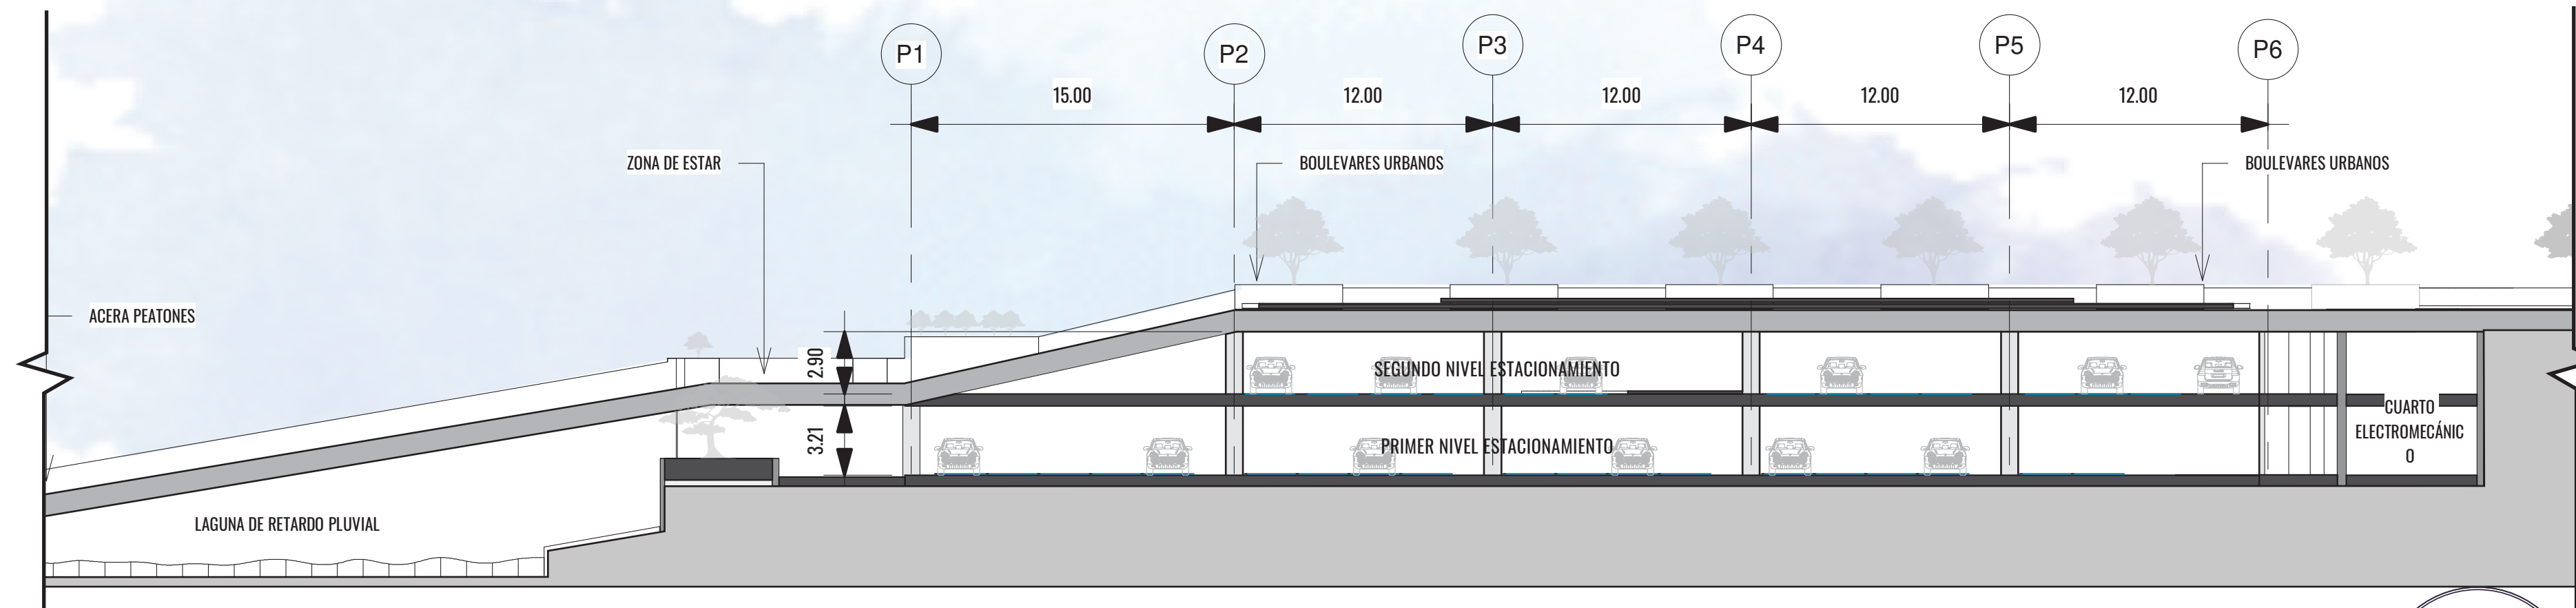 P1
P2
P3
P4
P5
P6
15.00
12.00
12.00
12.00
12.00
ZONA DE ESTAR
BOULEVARES URBANOS
BOULEVARES URBANOS
ACERA PEATONES
2.90
SEGUNDO NIVEL ESTACIONAMIENTO
3.21
PRIMER NIVEL ESTACIONAMIENTO
CUARTO
ELECTROMECÁNIC
O
LAGUNA DE RETARDO PLUVIAL